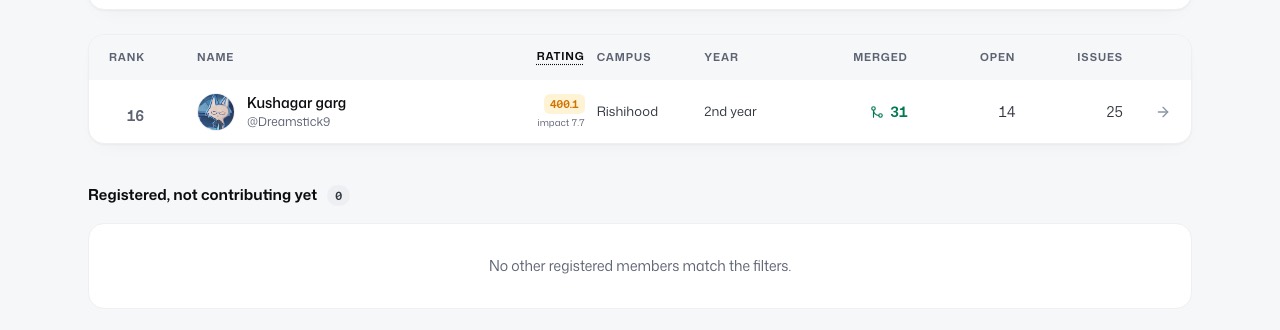 RANK NAME RATING CAMPUS YEAR MERGED OPEN ISSUES
16 Kushagar garg 400.1 Rishihood 2nd year 31 14 25
@Dreamstick9 impact 7.7
Registered, not contributing yet 0
No other registered members match the filters.